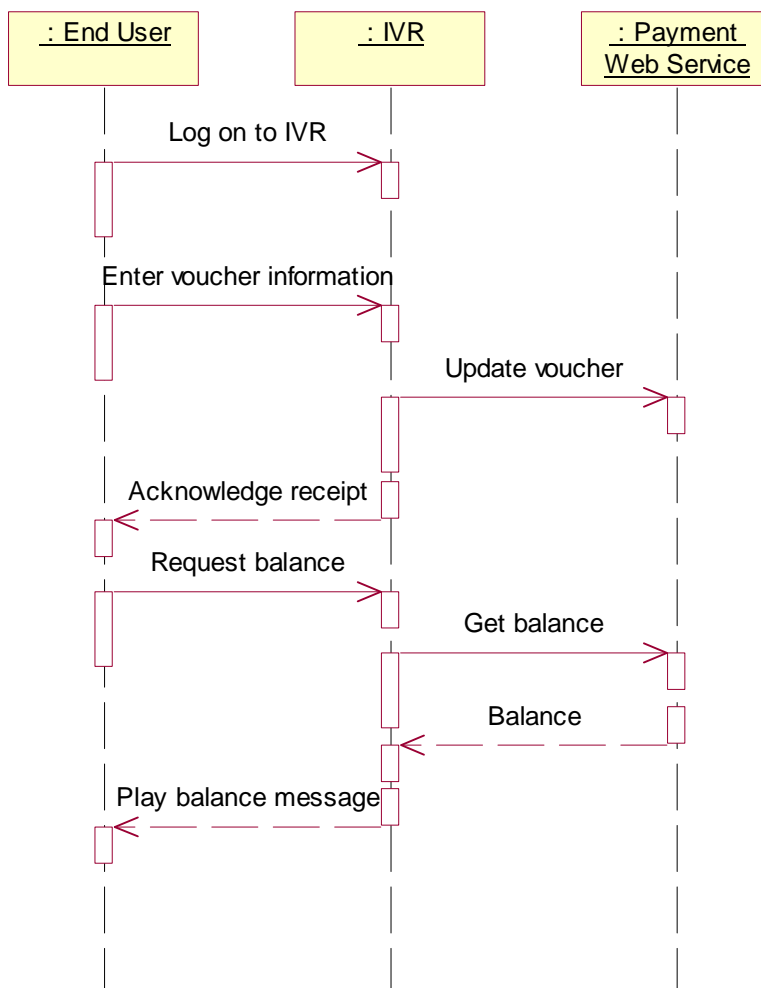 : End User
: IVR
: Payment
Web Service
Log on to IVR
Enter voucher information
Update voucher
Acknowledge receipt
Request balance
Get balance
Balance
Play balance message